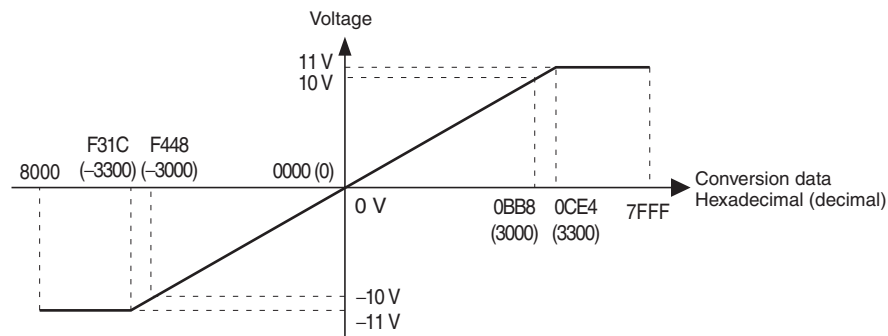 Voltage
11 V
10 V
F31C F448
8000 (–3300) (–3000) 0000 (0)
0 V
0BB8 0CE4 7FFF
(3000) (3300)
Conversion data
Hexadecimal (decimal)
–10 V
–11 V